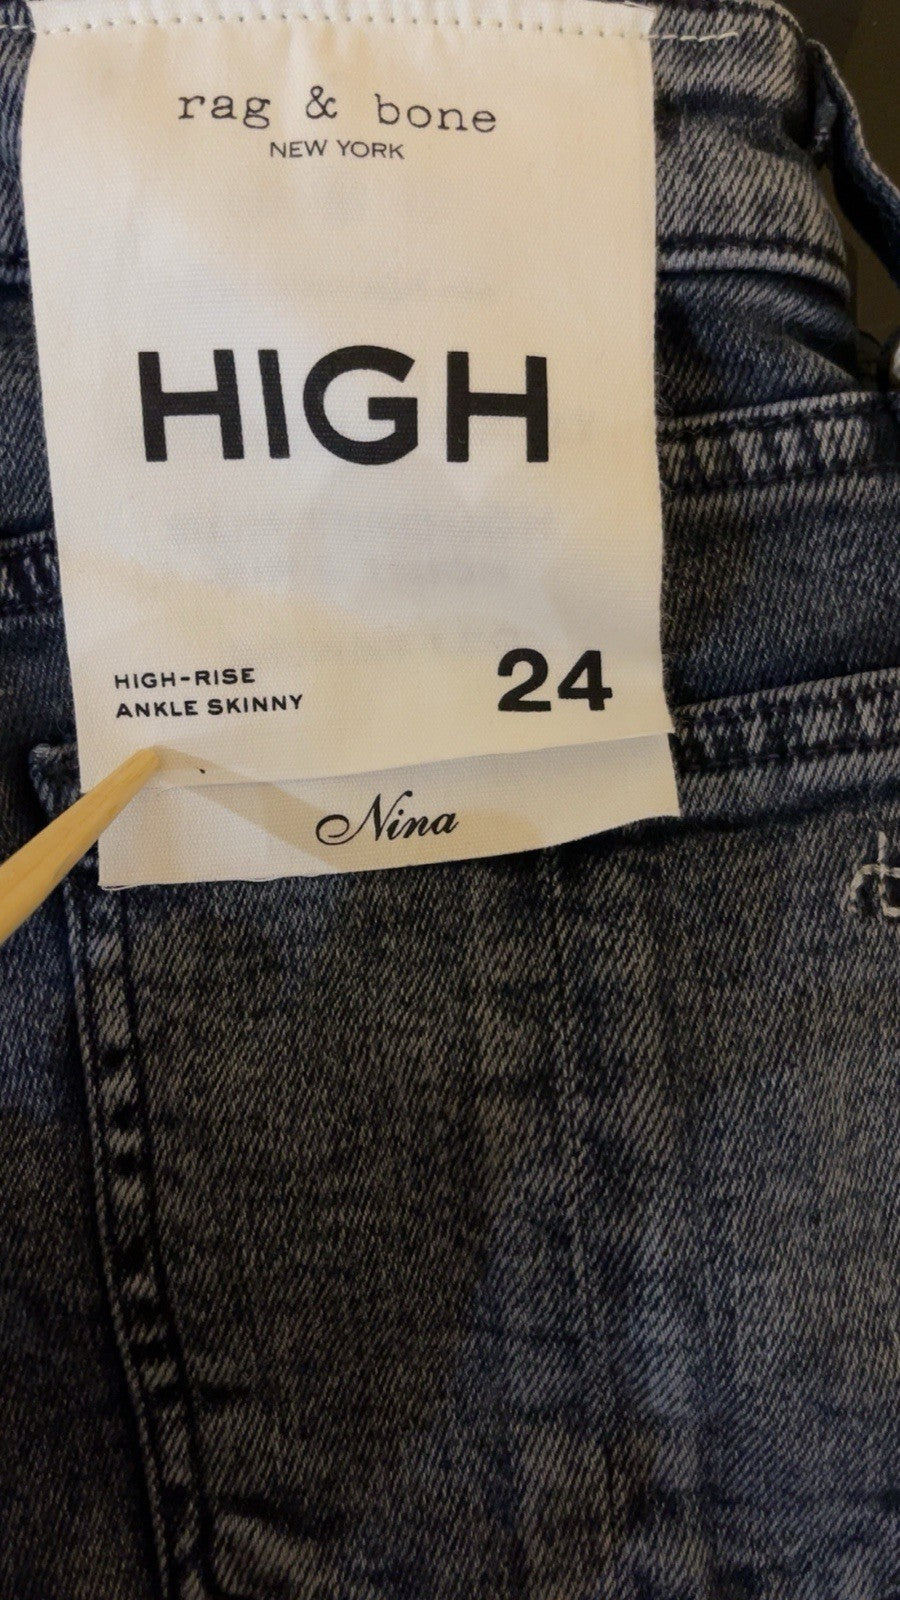 rag & bone
NEW YORK
HIGH
HIGH-RISE
ANKLE SKINNY
24
Nina